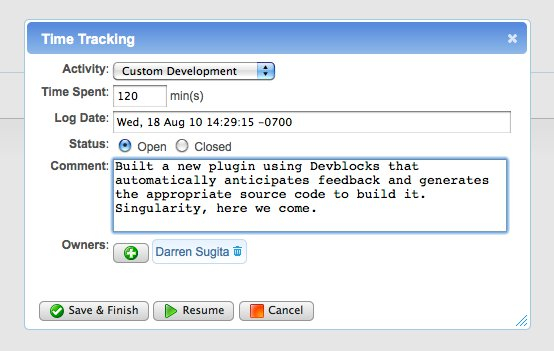 Time Tracking
Activity: Custom Development
Time Spent: 120 min(s)
Log Date: Wed, 18 Aug 10 14:29:15 -0700
Status: Open Closed
Comment: Built a new plugin using Devblocks that
automatically anticipates feedback and generates
the appropriate source code to build it.
Singularity, here we come.
Owners: Darren Sugita
Save & Finish Resume Cancel